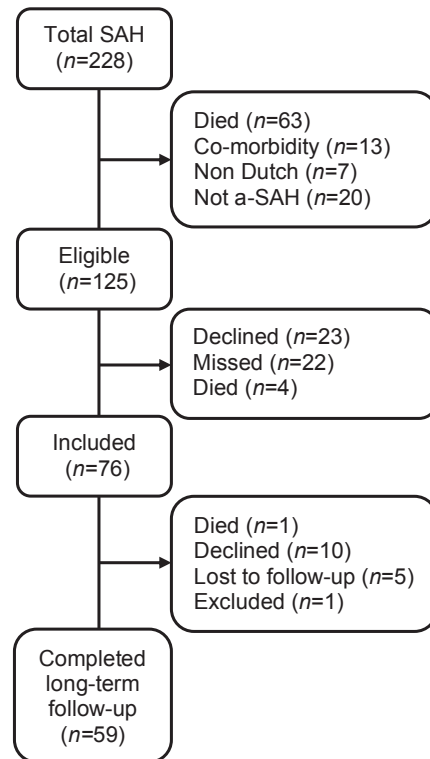 Total SAH
(n=228)
Died (n=63)
Co-morbidity (n=13)
Non Dutch (n=7)
Not a-SAH (n=20)
Eligible
(n=125)
Declined (n=23)
Missed (n=22)
Died (n=4)
Included
(n=76)
Died (n=1)
Declined (n=10)
Lost to follow-up (n=5)
Excluded (n=1)
Completed
long-term
follow-up
(n=59)